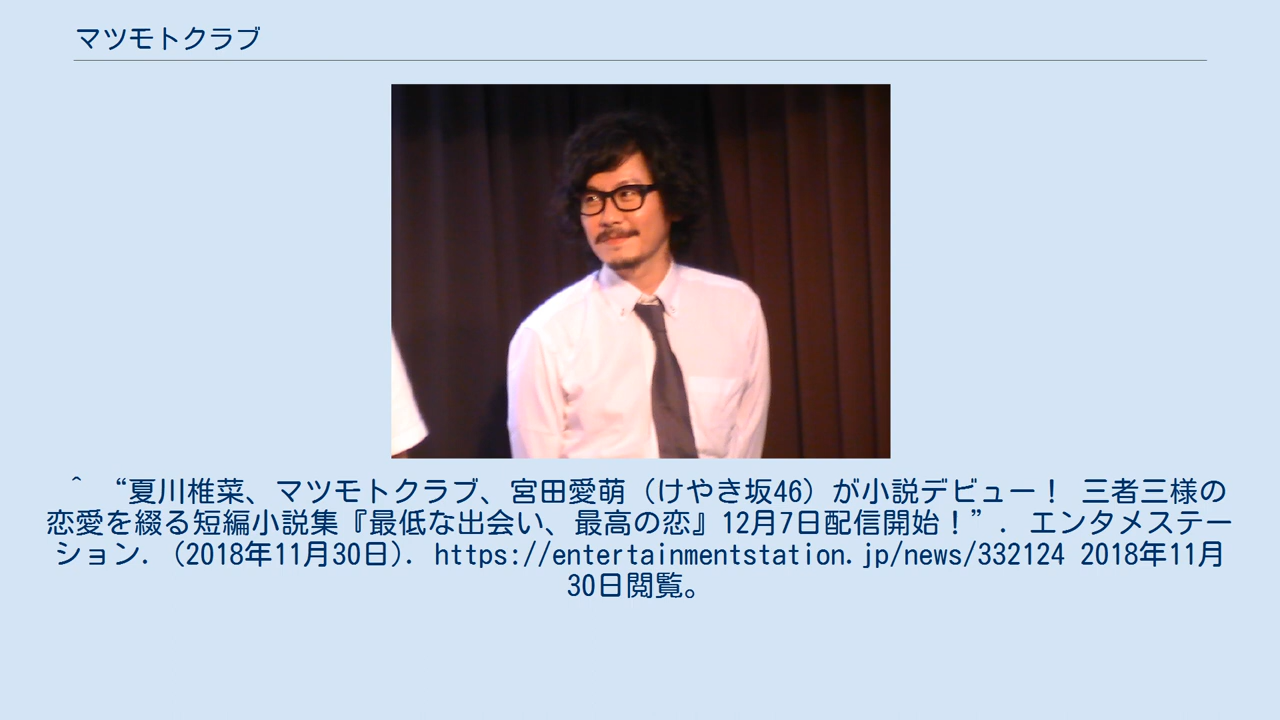 マツモトクラブ
^ “夏川椎菜、マツモトクラブ、宮田愛萌（けやき坂46）が小説デビュー！ 三者三様の
恋愛を綴る短編小説集『最低な出会い、最高の恋』12月7日配信開始！”. エンタメステー
ション. (2018年11月30日). https://entertainmentstation.jp/news/332124 2018年11月
30日閲覧。